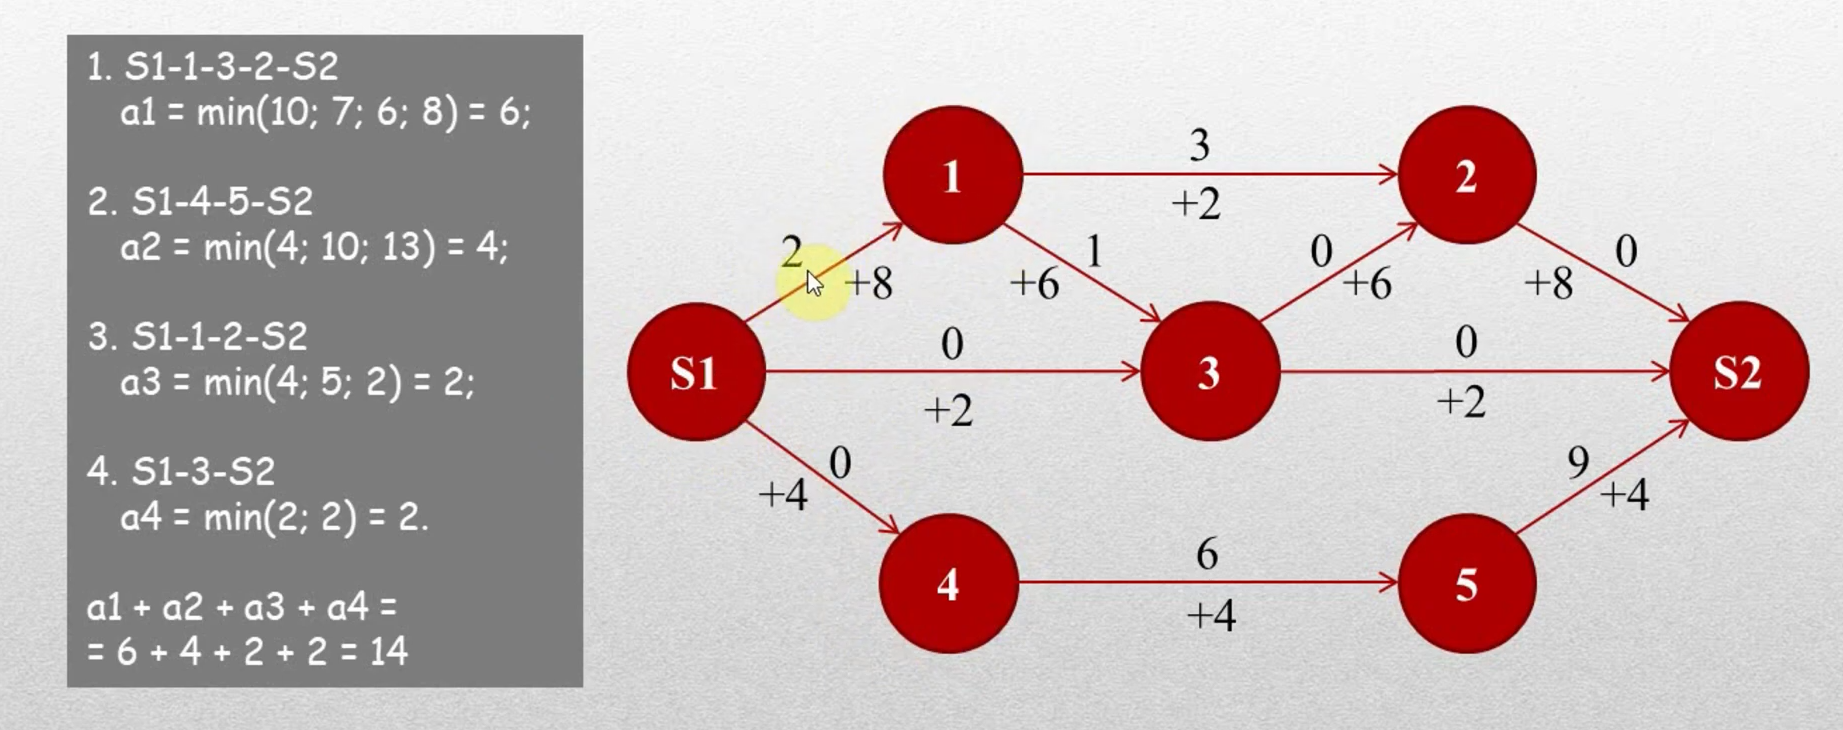 1. S1-1-3-2-S2
a1 = min(10; 7; 6; 8) = 6;
2. S1-4-5-S2
a2 = min(4; 10; 13) = 4;
3. S1-1-2-S2
a3 = min(4; 5; 2) = 2;
4. S1-3-S2
a4 = min(2; 2) = 2.
a1 + a2 + a3 + a4 =
= 6 + 4 + 2 + 2 = 14
3
1
2
+2
2
+8
1
+6
0
+6
0
+8
S1
0
+2
3
0
+2
S2
0
+4
9
+4
4
6
+4
5